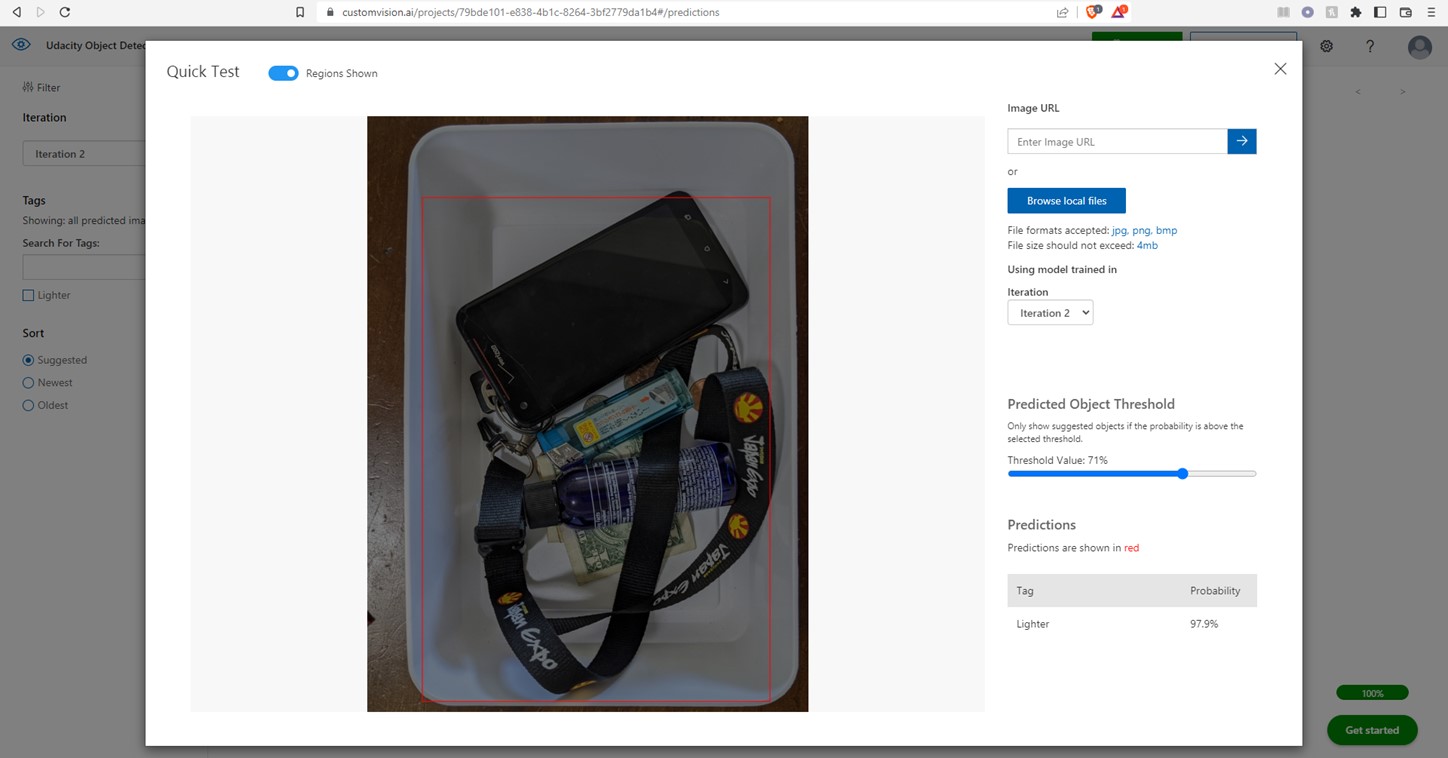 customvision.ai/projects/79bde101-e838-4b1c-8264-3bf2779da1b4#/predictions
Udacity Object Detec
Quick Test
Regions Shown
Filter
Iteration
Iteration 2
Tags
Showing: all predicted ima
Search For Tags:
Lighter
Sort
Suggested
Newest
Oldest
verizon
Japan Expo
Japan Expo
Japan Expo
Image URL
Enter Image URL
or
Browse local files
File formats accepted: jpg, png, bmp
File size should not exceed: 4mb
Using model trained in
Iteration
Iteration 2
Predicted Object Threshold
Only show suggested objects if the probability is above the
selected threshold.
Threshold Value: 71%
Predictions
Predictions are shown in red
Tag Probability
Lighter 97.9%
< >
?
100%
Get started